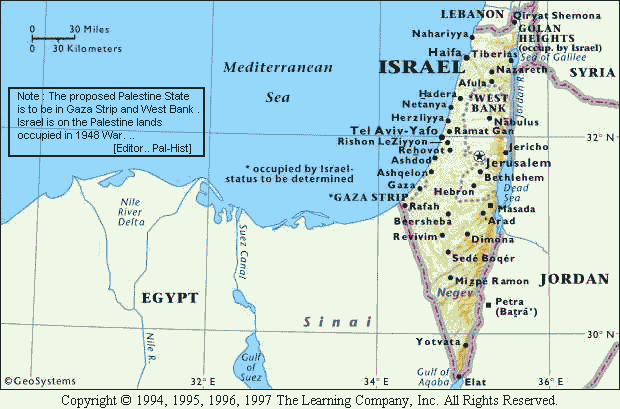 LEBANON
Qiryat Shemona
0 30 Miles
0 30 Kilometers
Nahariyya
GOLAN
HEIGHTS
(occup. by Israel)
Haifa
Tiberias
Sea of Galilee
Mediterranean
Sea
ISRAEL
Nazareth
SYRIA
Afula
Jordan R.
Note : The proposed Palestine State
is to be in Gaza Strip and West Bank .
Israel is on the Palestine lands
occupied in 1948 War. ..
[Editor.. Pal-Hist]
Hadera
WEST
BANK
Netanya
Herzliyya
Nabulus
Tel Aviv-Yafo
Ramat Gan
32 °N
Rishon LeZiyyon
Rehovot
Jericho
Ashdod
Jerusalem
* occupied by Israel-
status to be determined
Ashqelon
Bethlehem
Gaza
Hebron
Dead
Sea
*GAZA STRIP
Rafah
Masada
Nile
River
Delta
Beersheba
Arad
Suez Canal
Revivim
Dimona
Sedé Boqér
JORDAN
Mizpé Ramon
EGYPT
Negev
Petra
(Baṭrā')
Sinai
30 °N
Yotvata
Nile R.
Gulf
of
Suez
Gulf of
Aqaba
Elat
©GeoSystems
32 °E
34 °E
36 °E
Copyright © 1994, 1995, 1996, 1997 The Learning Company, Inc. All Rights Reserved.